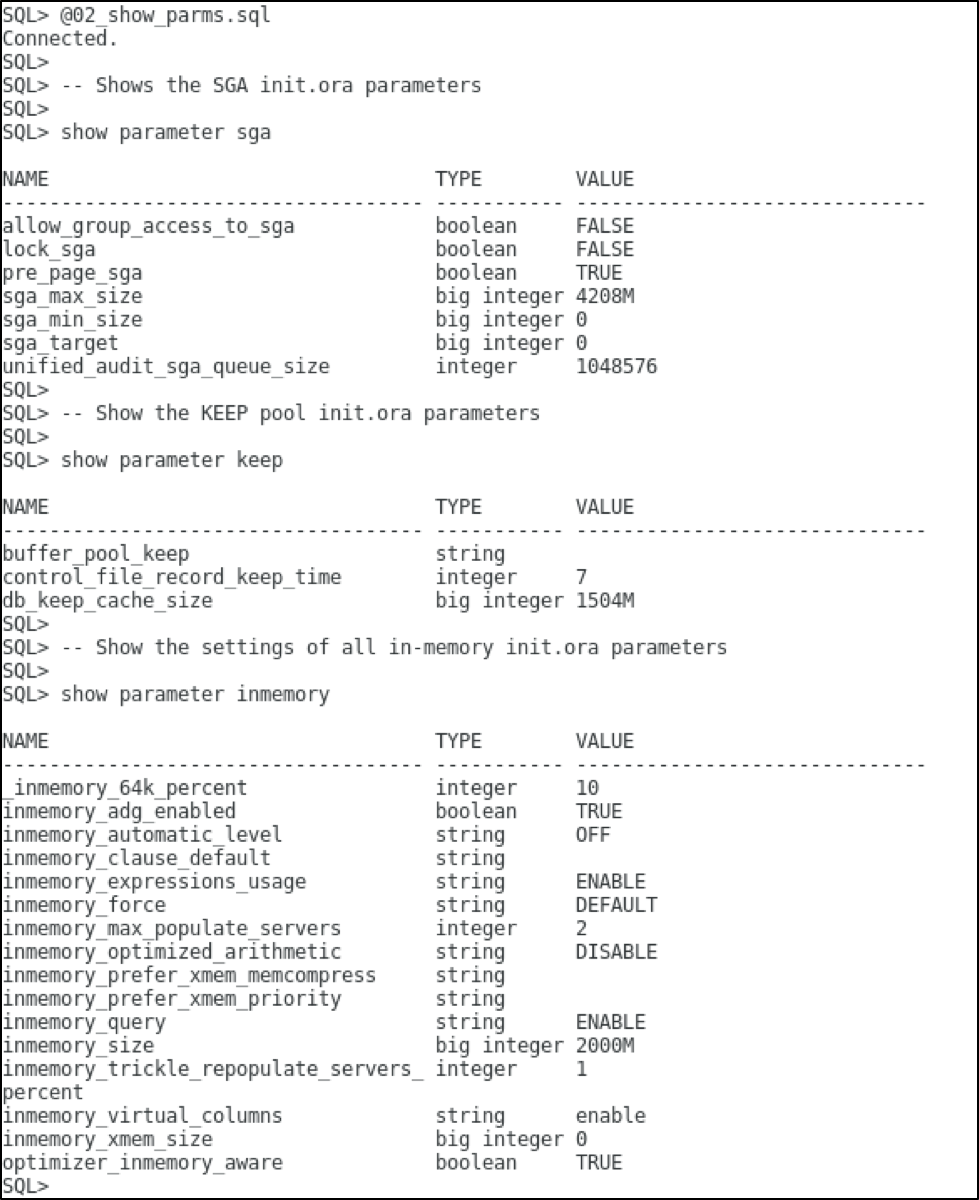 SQL> @02_show_parms.sql
Connected.
SQL>
SQL> -- Shows the SGA init.ora parameters
SQL>
SQL> show parameter sga

NAME                                 TYPE        VALUE
------------------------------------ ----------- ------------------------------
allow_group_access_to_sga            boolean     FALSE
lock_sga                             boolean     FALSE
pre_page_sga                         boolean     TRUE
sga_max_size                         big integer 4208M
sga_min_size                         big integer 0
sga_target                           big integer 0
unified_audit_sga_queue_size         integer     1048576
SQL>
SQL> -- Show the KEEP pool init.ora parameters
SQL>
SQL> show parameter keep

NAME                                 TYPE        VALUE
------------------------------------ ----------- ------------------------------
buffer_pool_keep                     string
control_file_record_keep_time        integer     7
db_keep_cache_size                   big integer 1504M
SQL>
SQL> -- Show the settings of all in-memory init.ora parameters
SQL>
SQL> show parameter inmemory

NAME                                 TYPE        VALUE
------------------------------------ ----------- ------------------------------
_inmemory_64k_percent                integer     10
inmemory_adg_enabled                 boolean     TRUE
inmemory_automatic_level             string      OFF
inmemory_clause_default              string
inmemory_expressions_usage           string      ENABLE
inmemory_force                       string      DEFAULT
inmemory_max_populate_servers        integer     2
inmemory_optimized_arithmetic        string      DISABLE
inmemory_prefer_xmem_memcompress     string
inmemory_prefer_xmem_priority        string
inmemory_query                       string      ENABLE
inmemory_size                        big integer 2000M
inmemory_trickle_repopulate_servers_ integer     1
percent
inmemory_virtual_columns             string      enable
inmemory_xmem_size                   big integer 0
optimizer_inmemory_aware             boolean     TRUE
SQL>